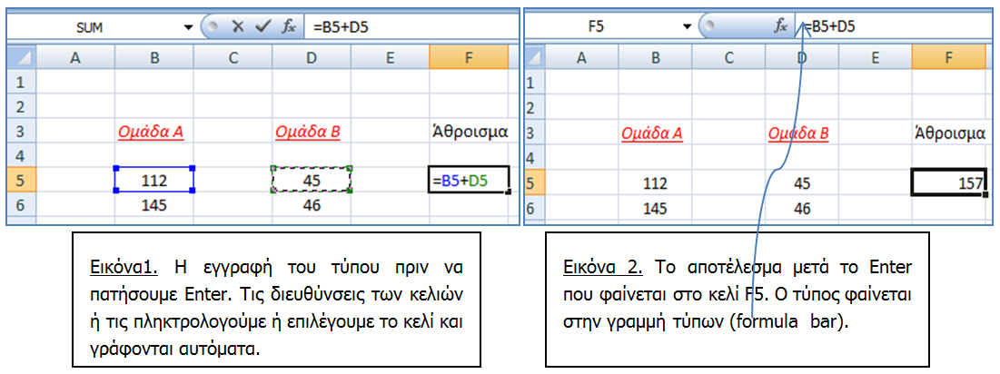 SUM =B5+D5
A B C D E F
1
2
3 Ομάδα Α Ομάδα Β Άθροισμα
4
5 112 45 =B5+D5
6 145 46
F5 fx =B5+D5
A B C D E F
1
2
3 Ομάδα Α Ομάδα Β Άθροισμα
4
5 112 45 157
6 145 46
Εικόνα1. Η εγγραφή του τύπου πριν να
πατήσουμε Enter. Τις διευθύνσεις των κελιών
ή τις πληκτρολογούμε ή επιλέγουμε το κελί και
γράφονται αυτόματα.
Εικόνα 2. Το αποτέλεσμα μετά το Enter
που φαίνεται στο κελί F5. Ο τύπος φαίνεται
στην γραμμή τύπων (formula bar).